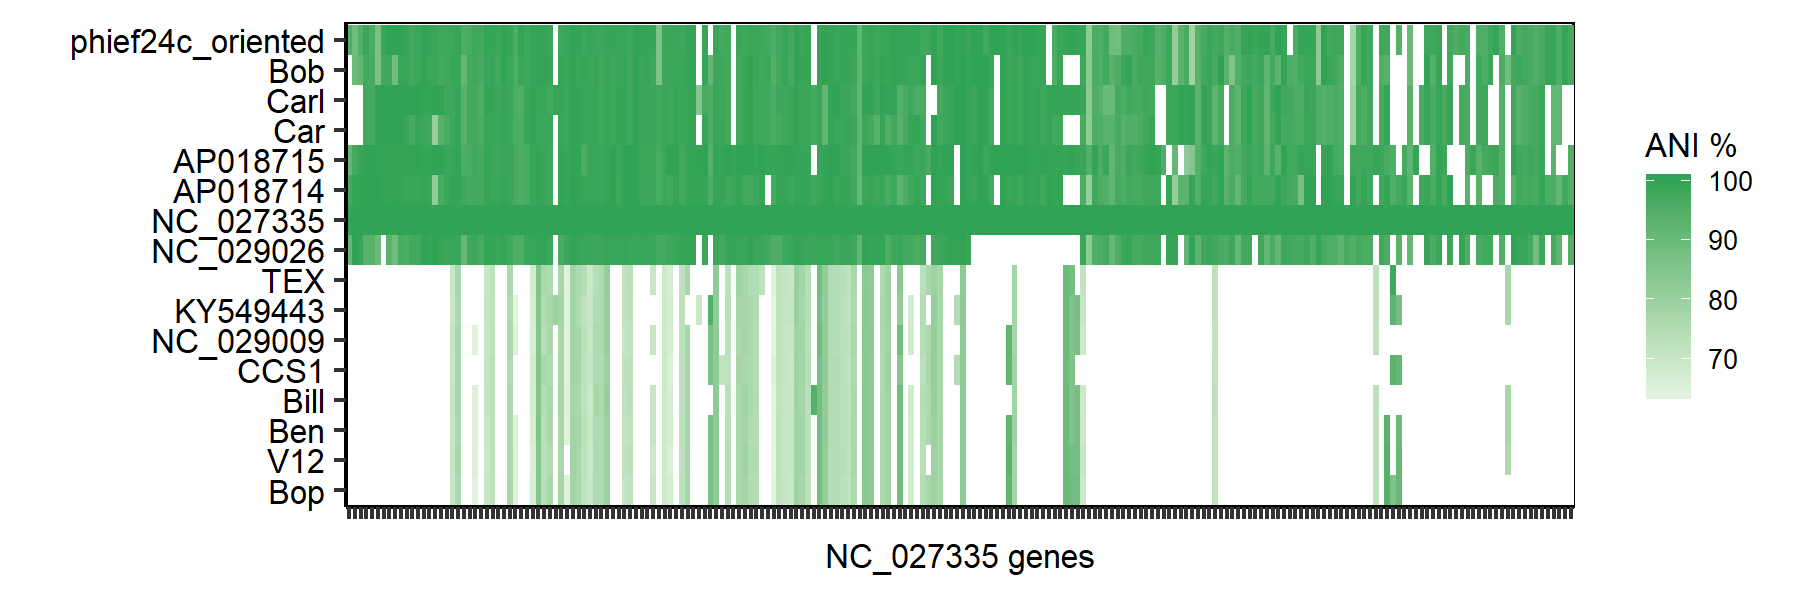 phief24c_oriented
Bob
Carl
Car
AP018715
AP018714
NC_027335
NC_029026
TEX
KY549443
NC_029009
CCS1
Bill
Ben
V12
Bop
NC_027335 genes
ANI %
100
90
80
70